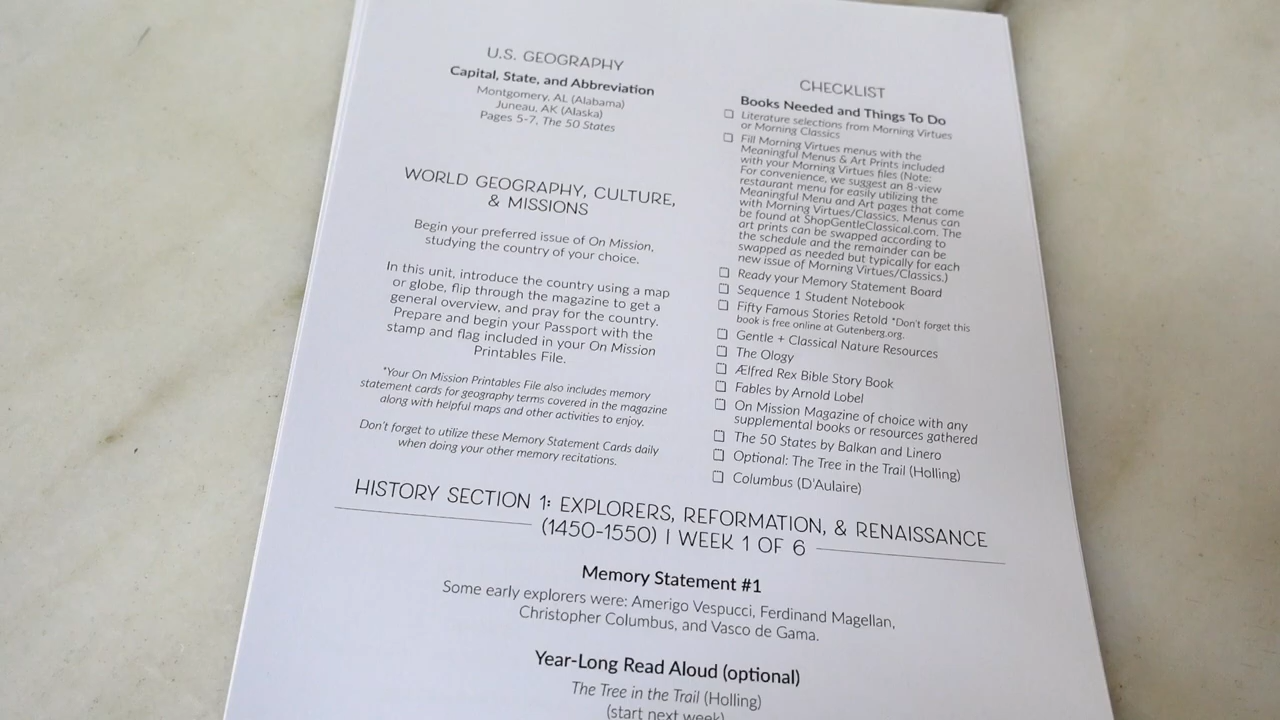 U.S. GEOGRAPHY
Capital, State, and Abbreviation
Montgomery, AL (Alabama)
Juneau, AK (Alaska)
Pages 5-7, The 50 States
WORLD GEOGRAPHY, CULTURE,
& MISSIONS
Begin your preferred issue of On Mission,
studying the country of your choice.
In this unit, introduce the country using a map
or globe, flip through the magazine to get a
general overview, and pray for the country.
Prepare and begin your Passport with the
stamp and flag included in your On Mission
Printables File.
*Your On Mission Printables File also includes memory
statement cards for geography terms covered in the magazine
along with helpful maps and other activities to enjoy.
Don't forget to utilize these Memory Statement Cards daily
when doing your other memory recitations.
CHECKLIST
Books Needed and Things To Do
Literature selections from Morning Virtues
or Morning Classics
Fill Morning Virtues menus with the
Meaningful Menus & Art Prints included
with your Morning Virtues files (Note:
For convenience, we suggest an 8-view
restaurant menu for easily utilizing the
Meaningful Menu and Art pages that come
with Morning Virtues/Classics. Menus can
be found at ShopGentleClassical.com. The
art prints can be swapped according to
the schedule and the remainder can be
swapped as needed but typically for each
new issue of Morning Virtues/Classics.)
Ready your Memory Statement Board
Sequence 1 Student Notebook
Fifty Famous Stories Retold *Don't forget this
book is free online at Gutenberg.org.
Gentle + Classical Nature Resources
The Ology
Ælfred Rex Bible Story Book
Fables by Arnold Lobel
On Mission Magazine of choice with any
supplemental books or resources gathered
The 50 States by Balkan and Linero
Optional: The Tree in the Trail (Holling)
Columbus (D'Aulaire)
HISTORY SECTION 1: EXPLORERS, REFORMATION, & RENAISSANCE
(1450-1550) | WEEK 1 OF 6
Memory Statement #1
Some early explorers were: Amerigo Vespucci, Ferdinand Magellan,
Christopher Columbus, and Vasco de Gama.
Year-Long Read Aloud (optional)
The Tree in the Trail (Holling)
(start next week)